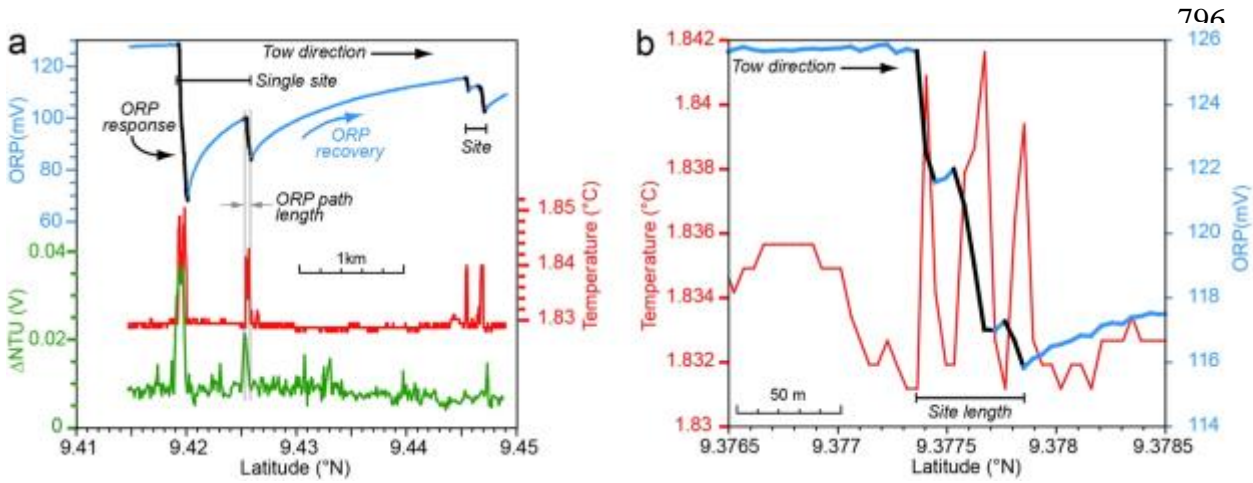 796
a
Tow direction
Single site
ORP response
ORP recovery
Site
ORP path length
1km
ORP(mV)
120
100
80
60
ΔNTU (V)
0.04
0.02
0
Temperature (°C)
1.85
1.84
1.83
9.41
9.42
9.43
9.44
9.45
Latitude (°N)
b
Tow direction
50 m
Site length
Temperature (°C)
1.842
1.84
1.838
1.836
1.834
1.832
1.83
ORP(mV)
126
124
122
120
118
116
114
9.3765
9.377
9.3775
9.378
9.3785
Latitude (°N)